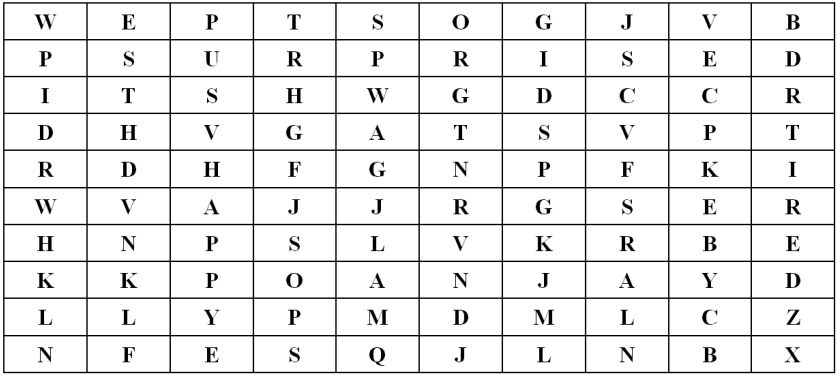 W E P T S O G J V B
P S U R P R I S E D
I T S H W G D C C R
D H V G A T S V P T
R D H F G N P F K I
W V A J J R G S E R
H N P S L V K R B E
K K P O A N J A Y D
L L Y P M D M L C Z
N F E S Q J L N B X